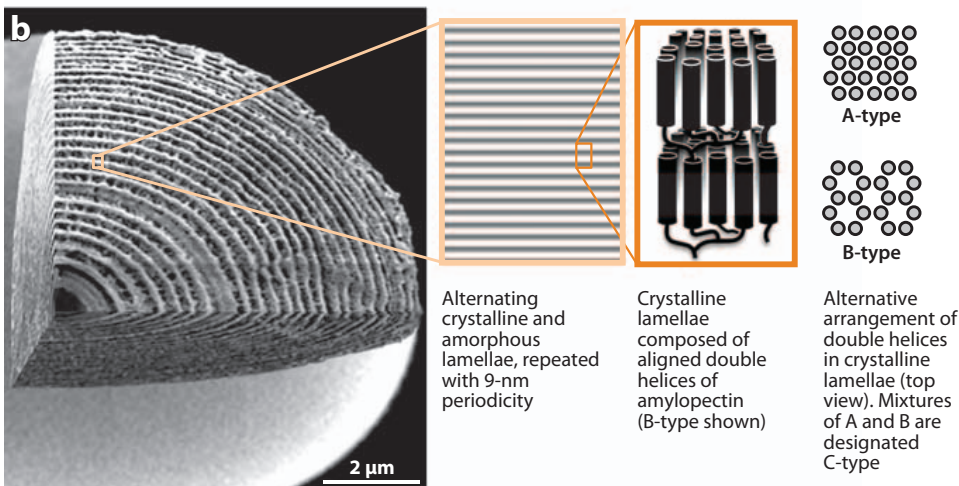 b
A-type
B-type
2 μm
Alternating
crystalline and
amorphous
lamellae, repeated
with 9-nm
periodicity
Crystalline
lamellae
composed of
aligned double
helices of
amylopectin
(B-type shown)
Alternative
arrangement of
double helices
in crystalline
lamellae (top
view). Mixtures
of A and B are
designated
C-type